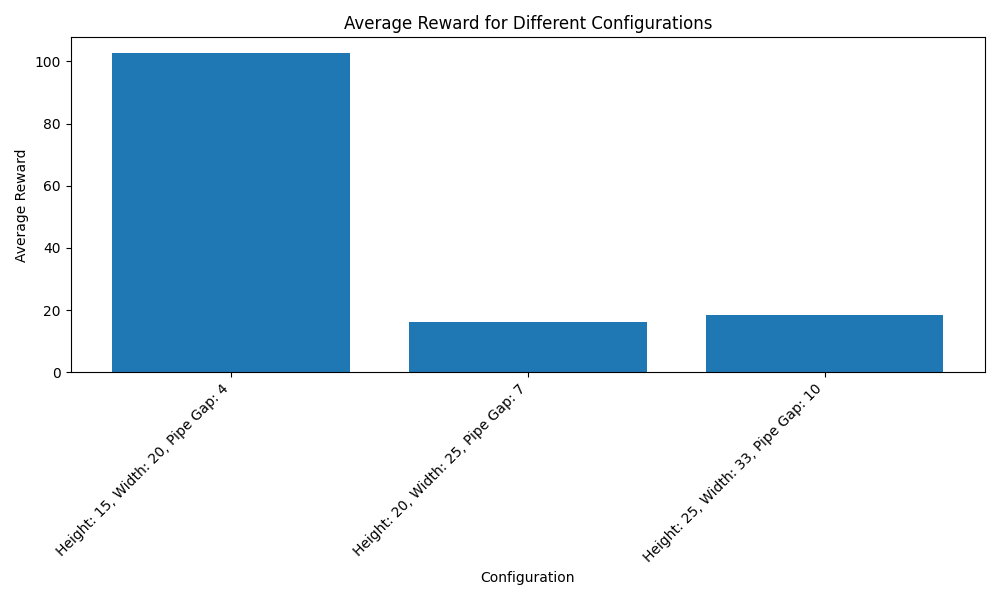 Average Reward for Different Configurations
Average Reward
100
80
60
40
20
0
Height: 15, Width: 20, Pipe Gap: 4
Height: 20, Width: 25, Pipe Gap: 7
Height: 25, Width: 33, Pipe Gap: 10
Configuration